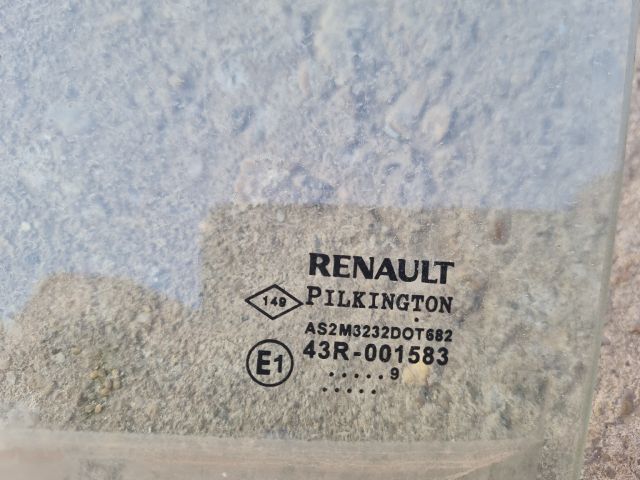 RENAULT
149 PILKINGTON
AS2M3232DOT682
E1 43R-001583
.....9
.....